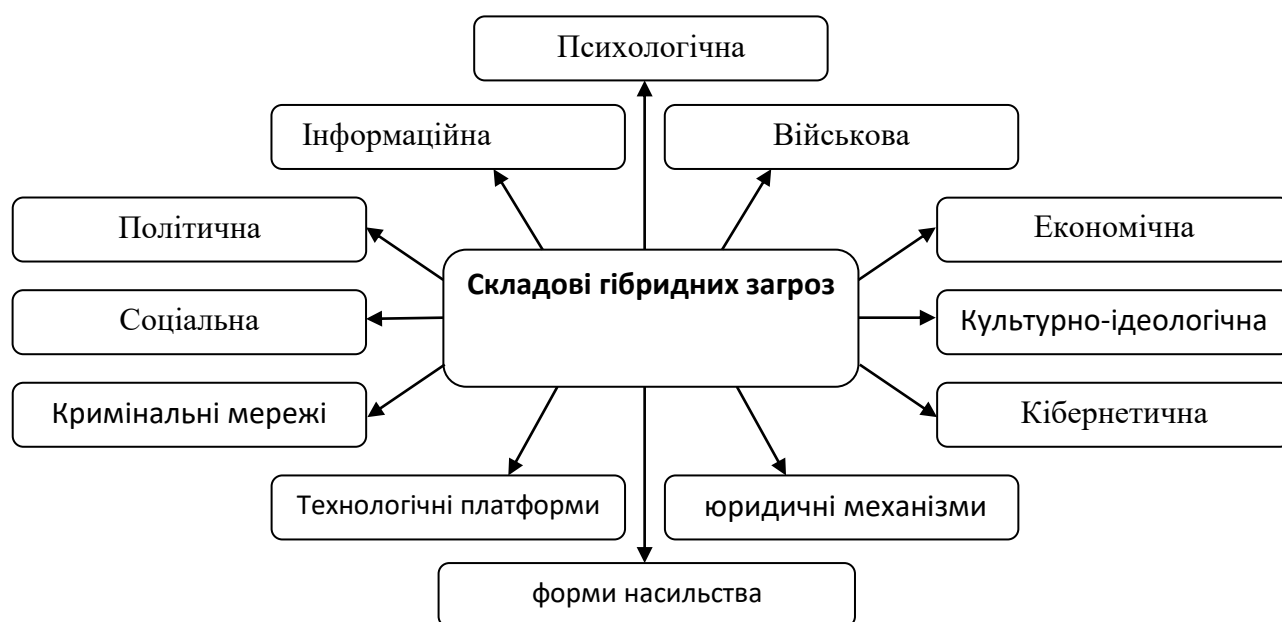 Психологічна
Інформаційна
Військова
Політична
Економічна
Складові гібридних загроз
Соціальна
Культурно-ідеологічна
Кримінальні мережі
Кібернетична
Технологічні платформи
юридичні механізми
форми насильства